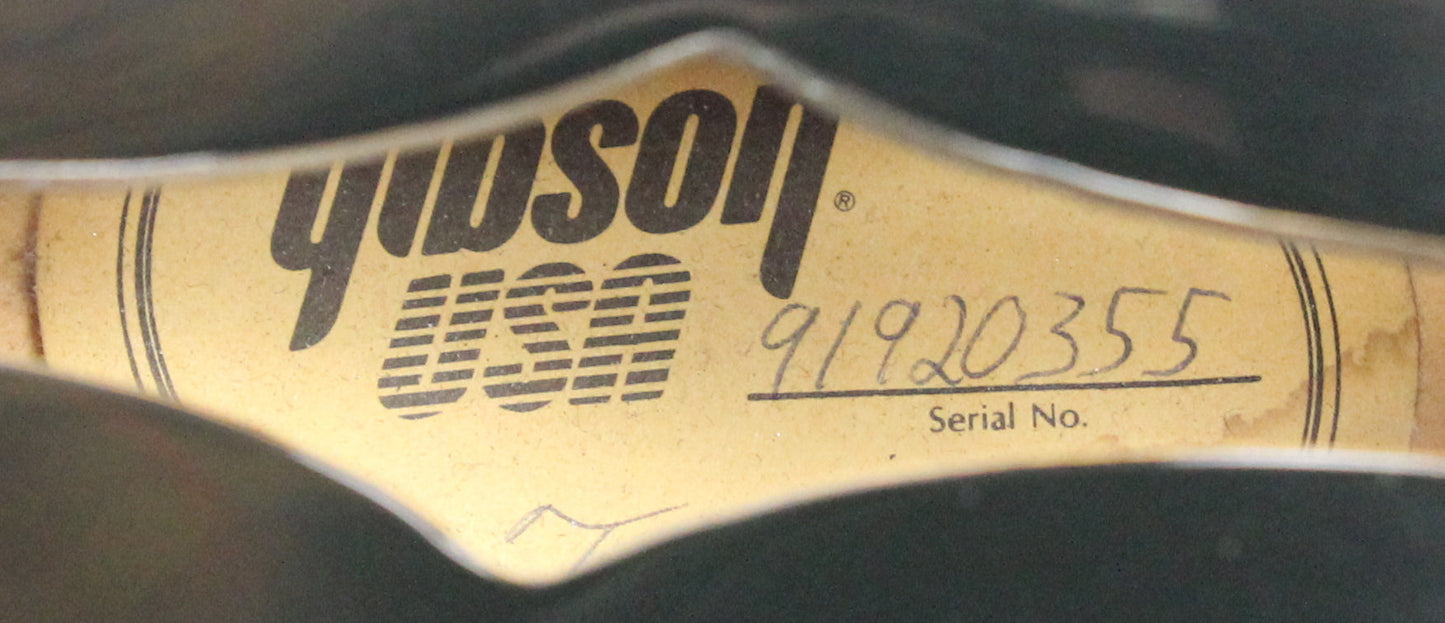 Gibson ®
USA
91920355
Serial No.